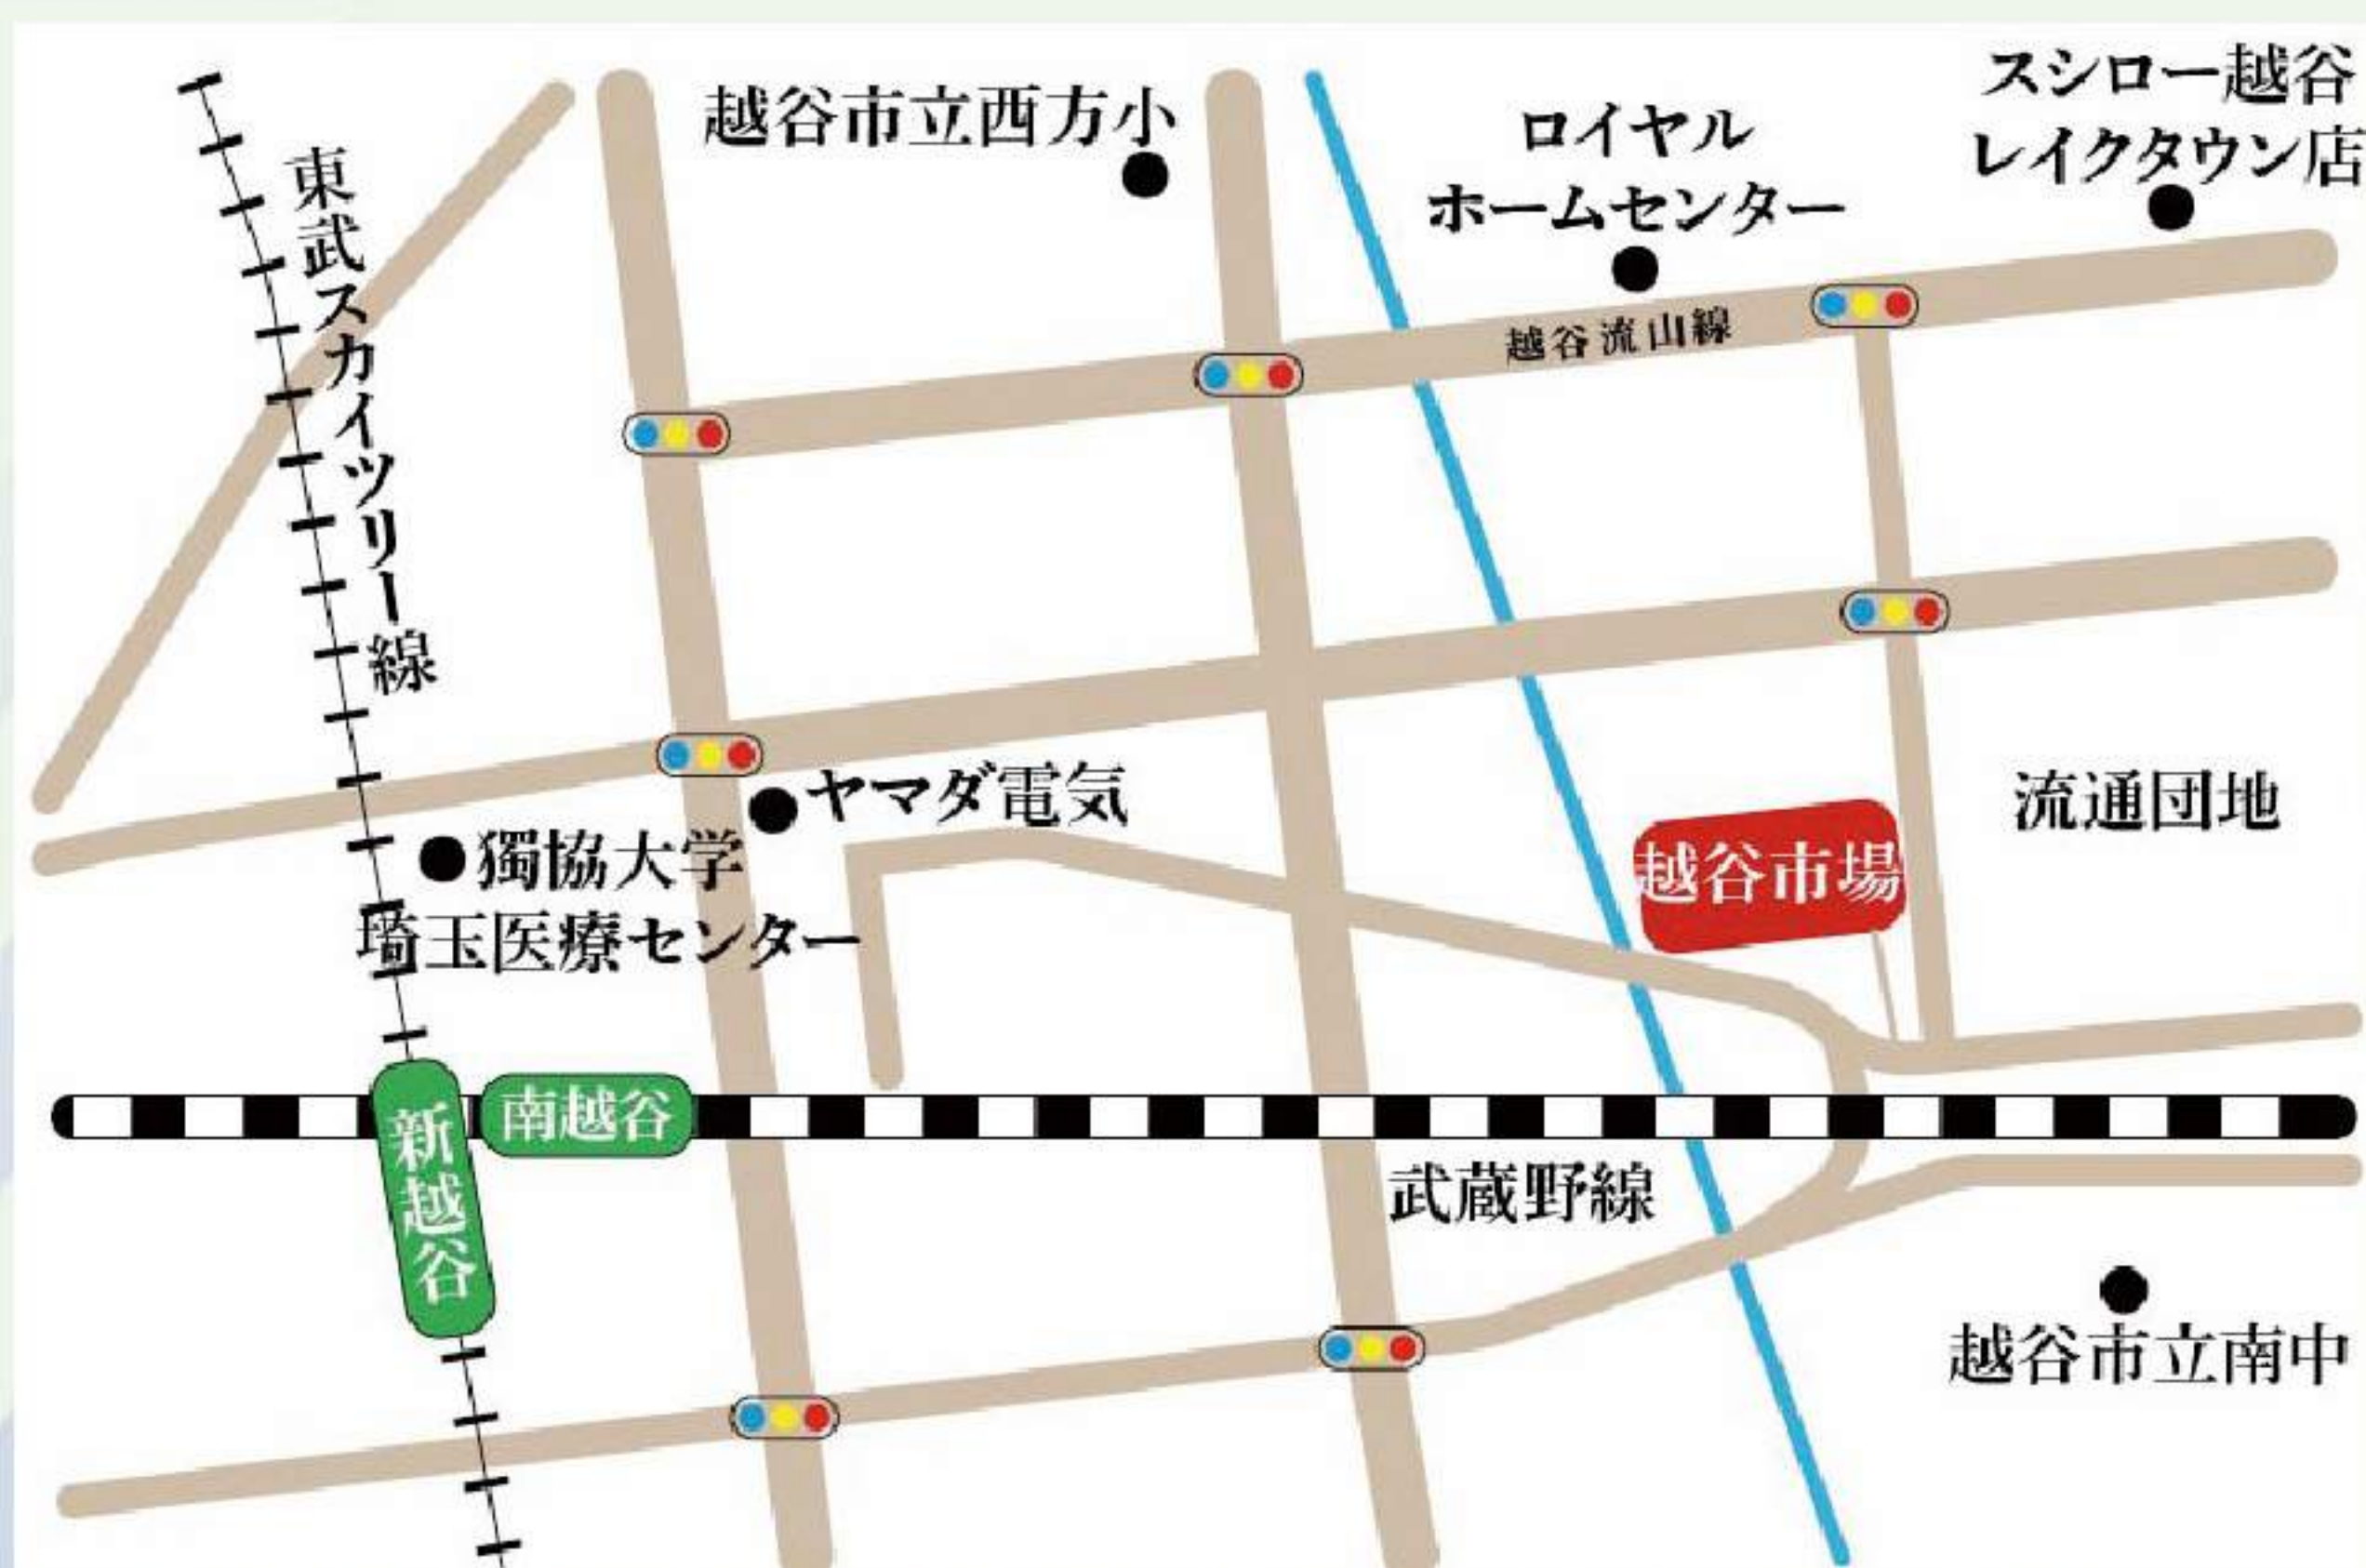 越谷市立西方小
スシロー越谷
レイクタウン店
ロイヤル
ホームセンター
東武スカイツリー線
越谷流山線
ヤマダ電気
流通団地
獨協大学
埼玉医療センター
越谷市場
南越谷
新越谷
武蔵野線
越谷市立南中